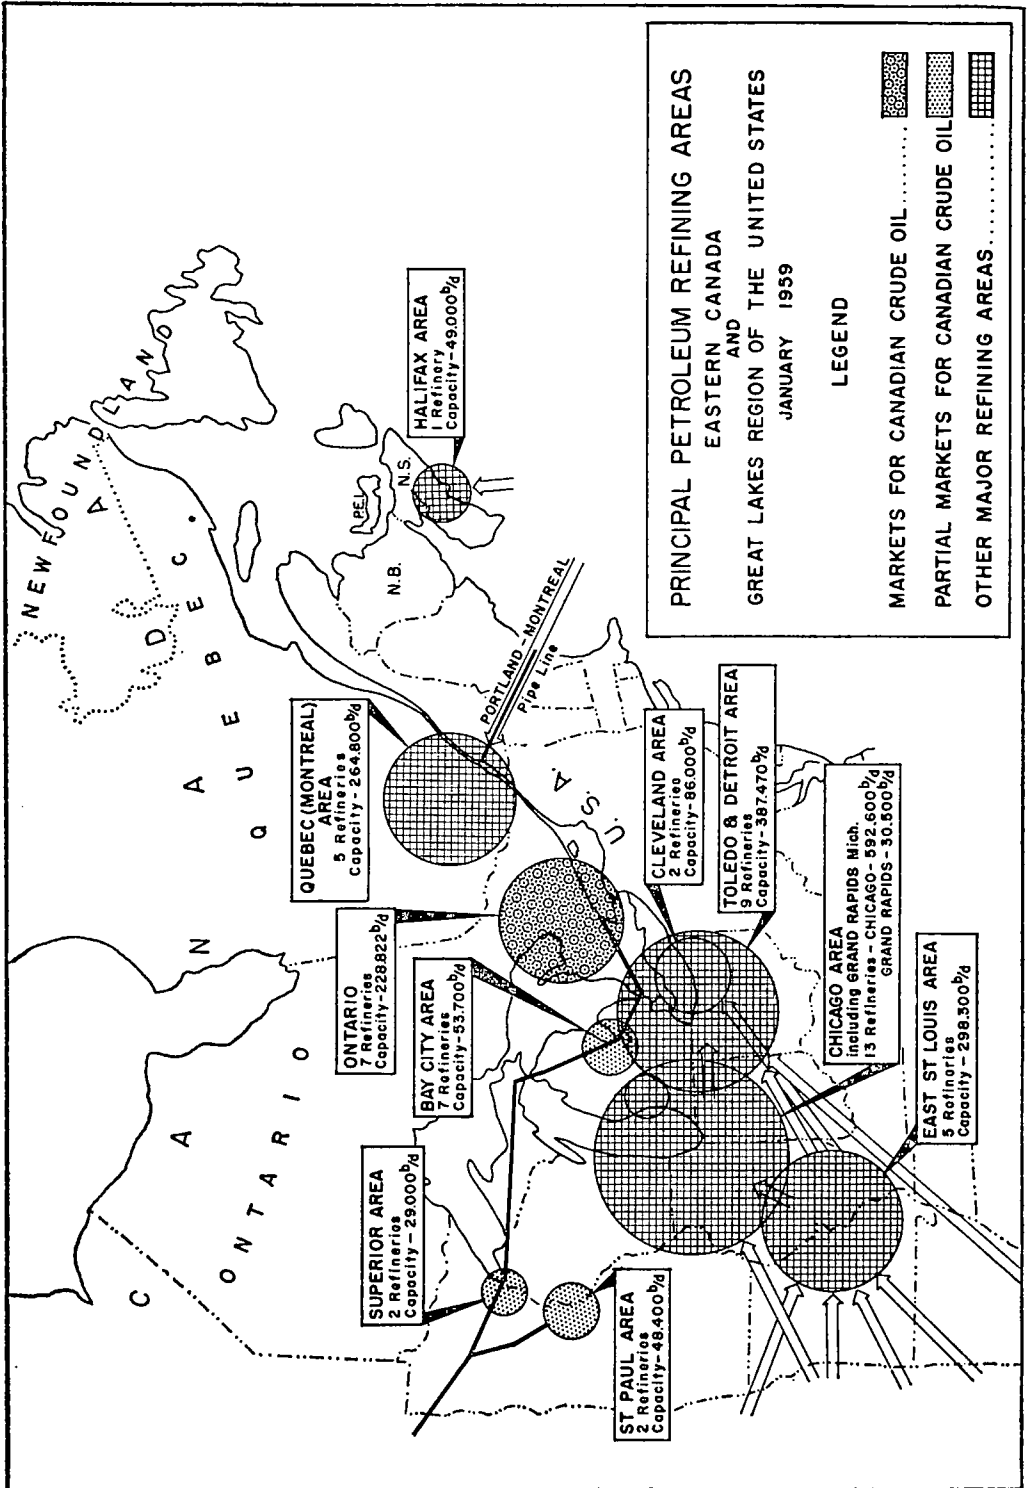 PRINCIPAL PETROLEUM REFINING AREAS
EASTERN CANADA
AND
GREAT LAKES REGION OF THE UNITED STATES
JANUARY 1959
LEGEND
MARKETS FOR CANADIAN CRUDE OIL........
PARTIAL MARKETS FOR CANADIAN CRUDE OIL
OTHER MAJOR REFINING AREAS...........
NEWFOUNDLAND
CANADA
QUEBEC
ONTARIO
P.E.I.
N.S.
N.B.
U.S.A.
HALIFAX AREA
1 Refinery
Capacity-49.000 b/d
PORTLAND-MONTREAL
Pipe Line
QUEBEC (MONTREAL)
AREA
5 Refineries
Capacity-264.800 b/d
ONTARIO
7 Refineries
Capacity-228.822 b/d
BAY CITY AREA
7 Refineries
Capacity-53.700 b/d
SUPERIOR AREA
2 Refineries
Capacity-29.000 b/d
ST PAUL AREA
2 Refineries
Capacity-48.400 b/d
CLEVELAND AREA
2 Refineries
Capacity-86.000 b/d
TOLEDO & DETROIT AREA
9 Refineries
Capacity-387.470 b/d
CHICAGO AREA
including GRAND RAPIDS Mich.
13 Refineries-CHICAGO-592.600 b/d
GRAND RAPIDS-30.500 b/d
EAST ST LOUIS AREA
5 Refineries
Capacity-298.300 b/d